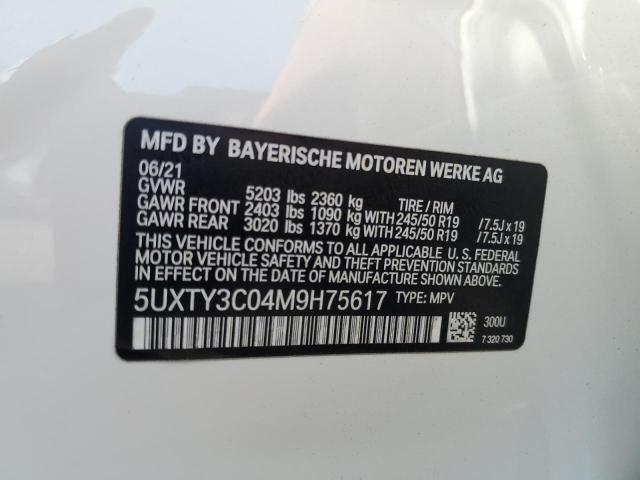 MFD BY BAYERISCHE MOTOREN WERKE AG
06/21
GVWR 5203 lbs 2360 kg TIRE / RIM
GAWR FRONT 2403 lbs 1090 kg WITH 245/50 R19 /7.5J x 19
GAWR REAR 3020 lbs 1370 kg WITH 245/50 R19 /7.5J x 19
THIS VEHICLE CONFORMS TO ALL APPLICABLE U. S. FEDERAL
MOTOR VEHICLE SAFETY, BUMPER, AND THEFT PREVENTION
STANDARDS IN EFFECT ON THE DATE OF MANUFACTURE SHOWN ABOVE.
5UXTY3C04M9H75617 TYPE: MPV
300U
7 320 730